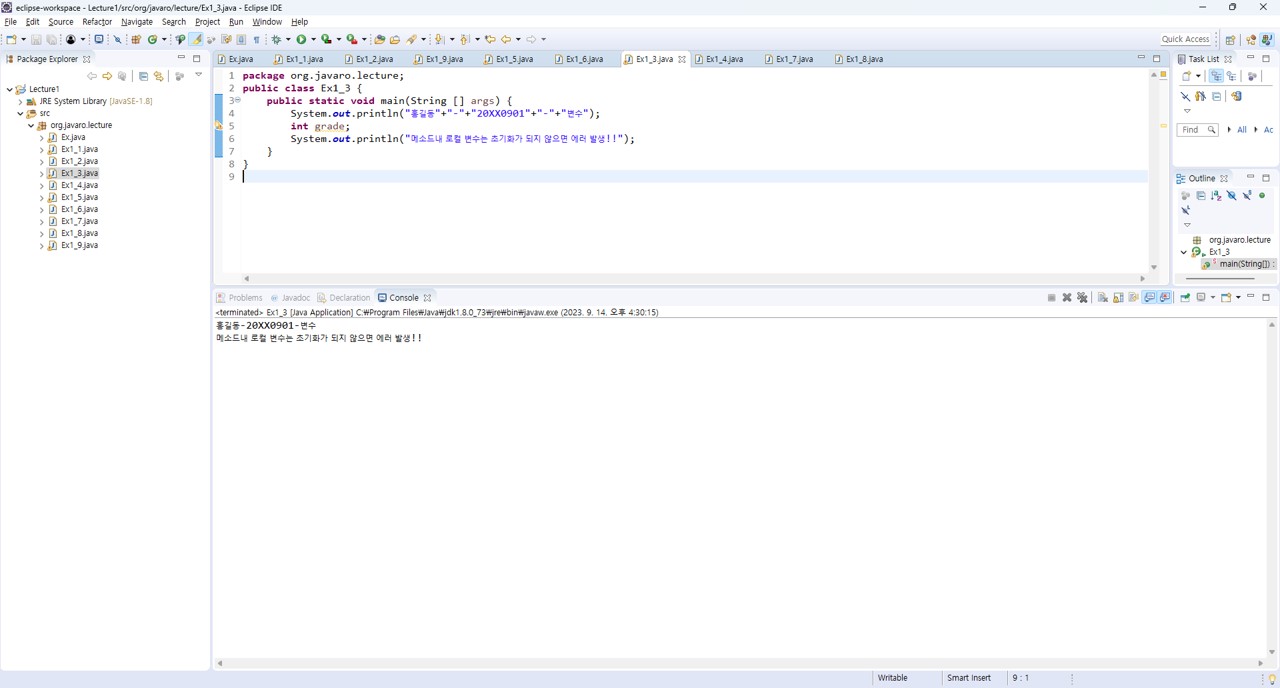 eclipse-workspace - Lecture1/src/org/javaro/lecture/Ex1_3.java - Eclipse IDE
File Edit Source Refactor Navigate Search Project Run Window Help
Quick Access
Package Explorer
Lecture1
JRE System Library [JavaSE-1.8]
src
org.javaro.lecture
Ex.java
Ex1_1.java
Ex1_2.java
Ex1_3.java
Ex1_4.java
Ex1_5.java
Ex1_6.java
Ex1_7.java
Ex1_8.java
Ex1_9.java
Ex.java Ex1_1.java Ex1_2.java Ex1_9.java Ex1_5.java Ex1_6.java Ex1_3.java Ex1_4.java Ex1_7.java Ex1_8.java
1 package org.javaro.lecture;
2 public class Ex1_3 {
3 public static void main(String [] args) {
4 System.out.println("홍길동"+"-"+"20XX0901"+"-"+"변수");
5 int grade;
6 System.out.println("메소드내 로컬 변수는 초기화가 되지 않으면 에러 발생!!");
7 }
8 }
9
Problems Javadoc Declaration Console
<terminated> Ex1_3 [Java Application] C:₩Program Files₩Java₩jdk1.8.0_73₩jre₩bin₩javaw.exe (2023. 9. 14. 오후 4:30:15)
홍길동-20XX0901-변수
메소드내 로컬 변수는 초기화가 되지 않으면 에러 발생!!
Task List
Find All Ac
Outline
org.javaro.lecture
Ex1_3
main(String[]) :
Writable Smart Insert 9 : 1